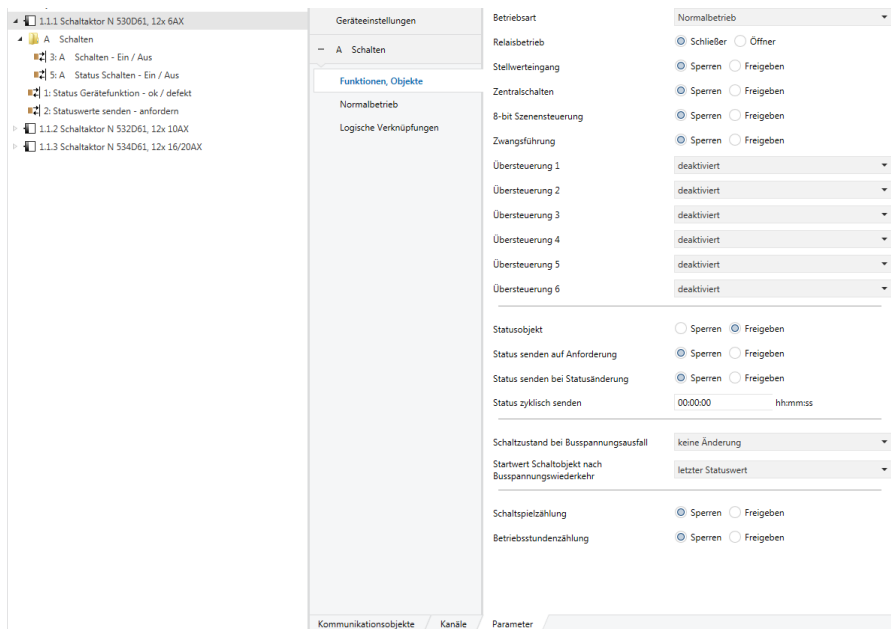 1.1.1 Schaltaktor N 530D61, 12x 6AX
A Schalten
3: A Schalten - Ein / Aus
5: A Status Schalten - Ein / Aus
1: Status Gerätefunktion - ok / defekt
2: Statuswerte senden - anfordern
1.1.2 Schaltaktor N 532D61, 12x 10AX
1.1.3 Schaltaktor N 534D61, 12x 16/20AX
Geräteeinstellungen
A Schalten
Funktionen, Objekte
Normalbetrieb
Logische Verknüpfungen
Betriebsart Normalbetrieb
Relaisbetrieb Schließer Öffner
Stellwerteingang Sperren Freigeben
Zentralschalten Sperren Freigeben
8-bit Szenensteuerung Sperren Freigeben
Zwangsführung Sperren Freigeben
Übersteuerung 1 deaktiviert
Übersteuerung 2 deaktiviert
Übersteuerung 3 deaktiviert
Übersteuerung 4 deaktiviert
Übersteuerung 5 deaktiviert
Übersteuerung 6 deaktiviert
Statusobjekt Sperren Freigeben
Status senden auf Anforderung Sperren Freigeben
Status senden bei Statusänderung Sperren Freigeben
Status zyklisch senden 00:00:00 hh:mm:ss
Schaltzustand bei Busspannungsausfall keine Änderung
Startwert Schaltobjekt nach
Busspannungswiederkehr letzter Statuswert
Schaltspielzählung Sperren Freigeben
Betriebsstundenzählung Sperren Freigeben
Kommunikationsobjekte Kanäle Parameter